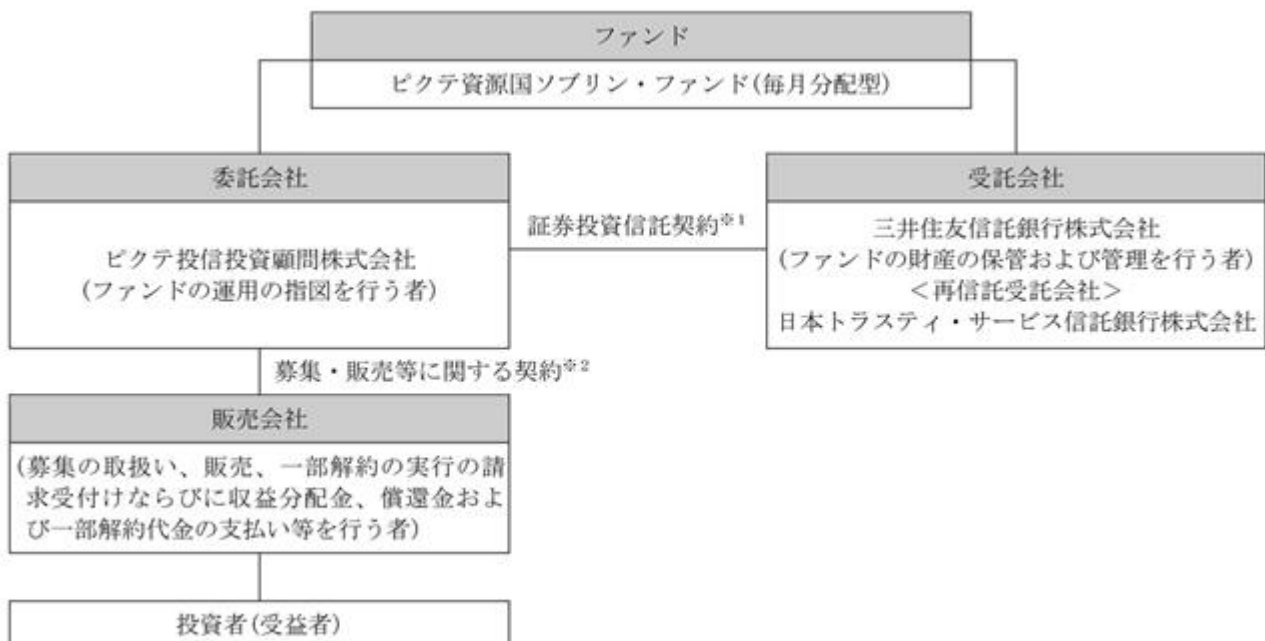 ファンド
ピクテ資源国ソブリン・ファンド(毎月分配型)
委託会社
ピクテ投信投資顧問株式会社
(ファンドの運用の指図を行う者)
証券投資信託契約※1
受託会社
三井住友信託銀行株式会社
(ファンドの財産の保管および管理を行う者)
<再信託受託会社>
日本トラスティ・サービス信託銀行株式会社
募集・販売等に関する契約※2
販売会社
(募集の取扱い、販売、一部解約の実行の請
求受付けならびに収益分配金、償還金およ
び一部解約代金の支払い等を行う者)
投資者(受益者)